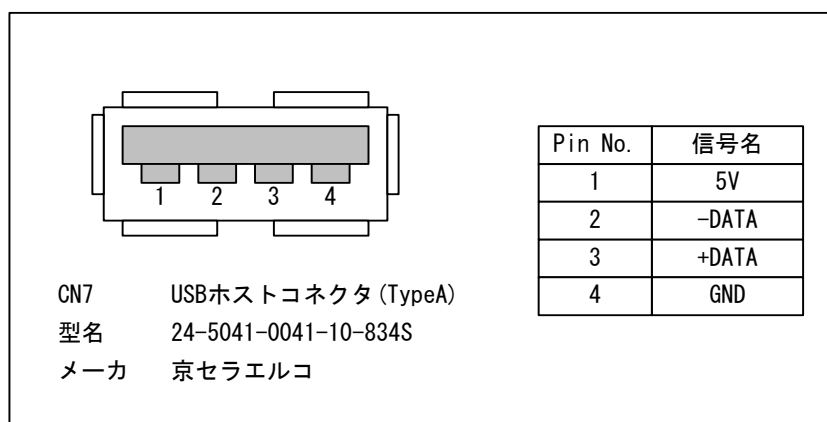 1 2 3 4
CN7 USBホストコネクタ(TypeA)
型名 24-5041-0041-10-834S
メーカ 京セラエルコ
Pin No. 信号名
1 5V
2 -DATA
3 +DATA
4 GND